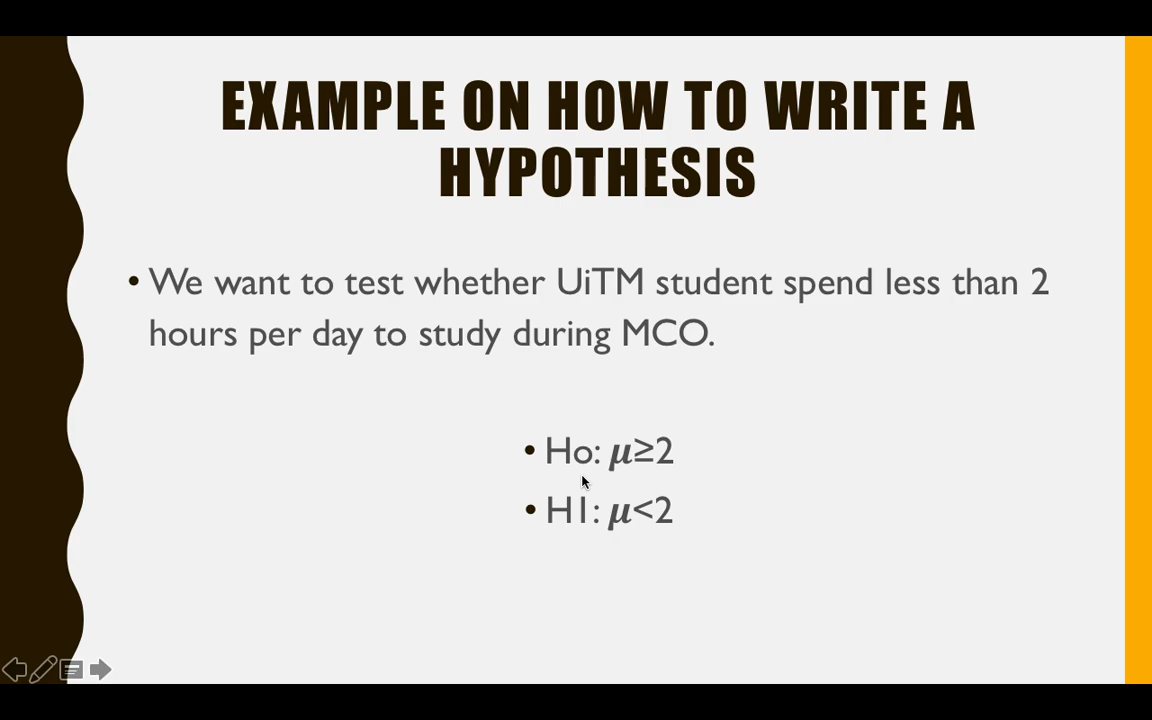 EXAMPLE ON HOW TO WRITE A
HYPOTHESIS
• We want to test whether UiTM student spend less than 2
hours per day to study during MCO.
• Ho: μ≥2
• H1: μ<2